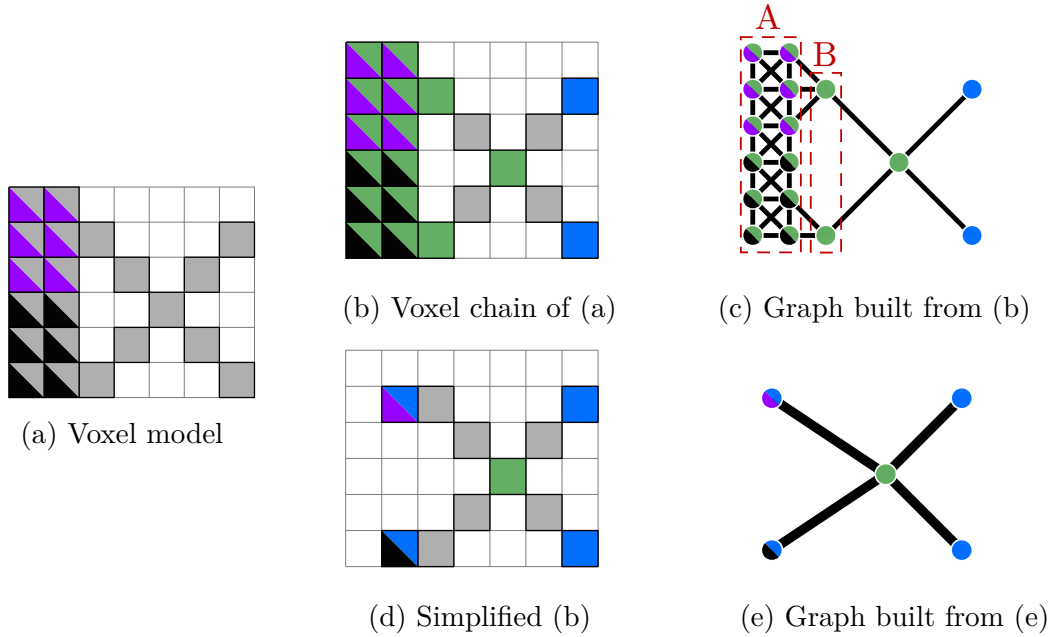 A
B
(a) Voxel model
(b) Voxel chain of (a)
(c) Graph built from (b)
(d) Simplified (b)
(e) Graph built from (e)